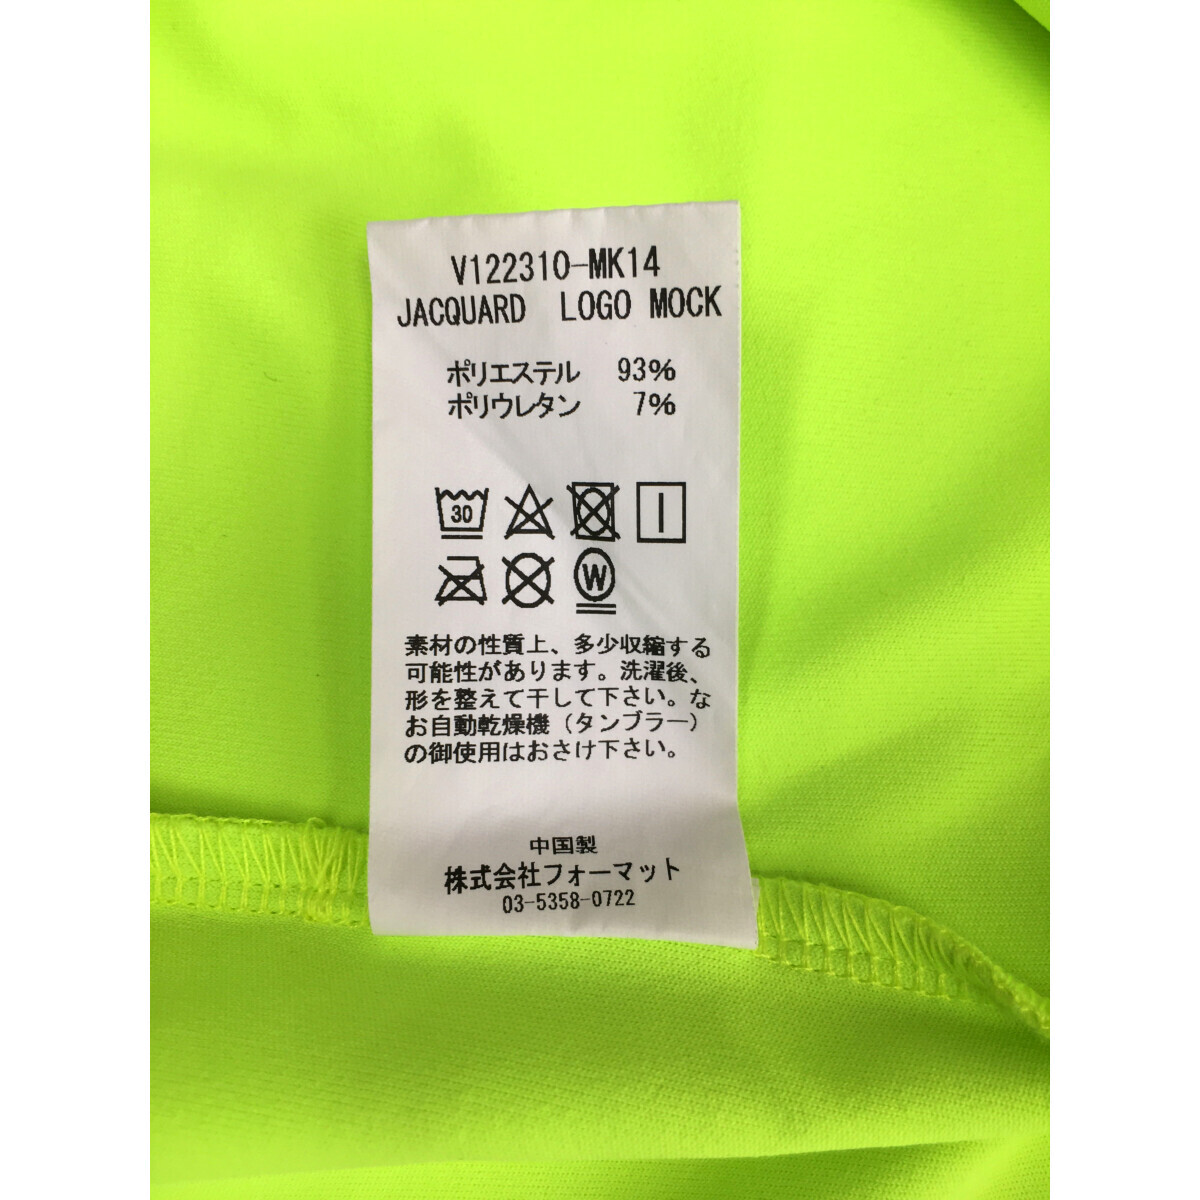 V122310-MK14
JACQUARD LOGO MOCK
ポリエステル 93%
ポリウレタン 7%
30
W
素材の性質上、多少収縮する
可能性があります。洗濯後、
形を整えて干して下さい。な
お自動乾燥機（タンブラー）
の御使用はおさけ下さい。
中国製
株式会社フォーマット
03-5358-0722